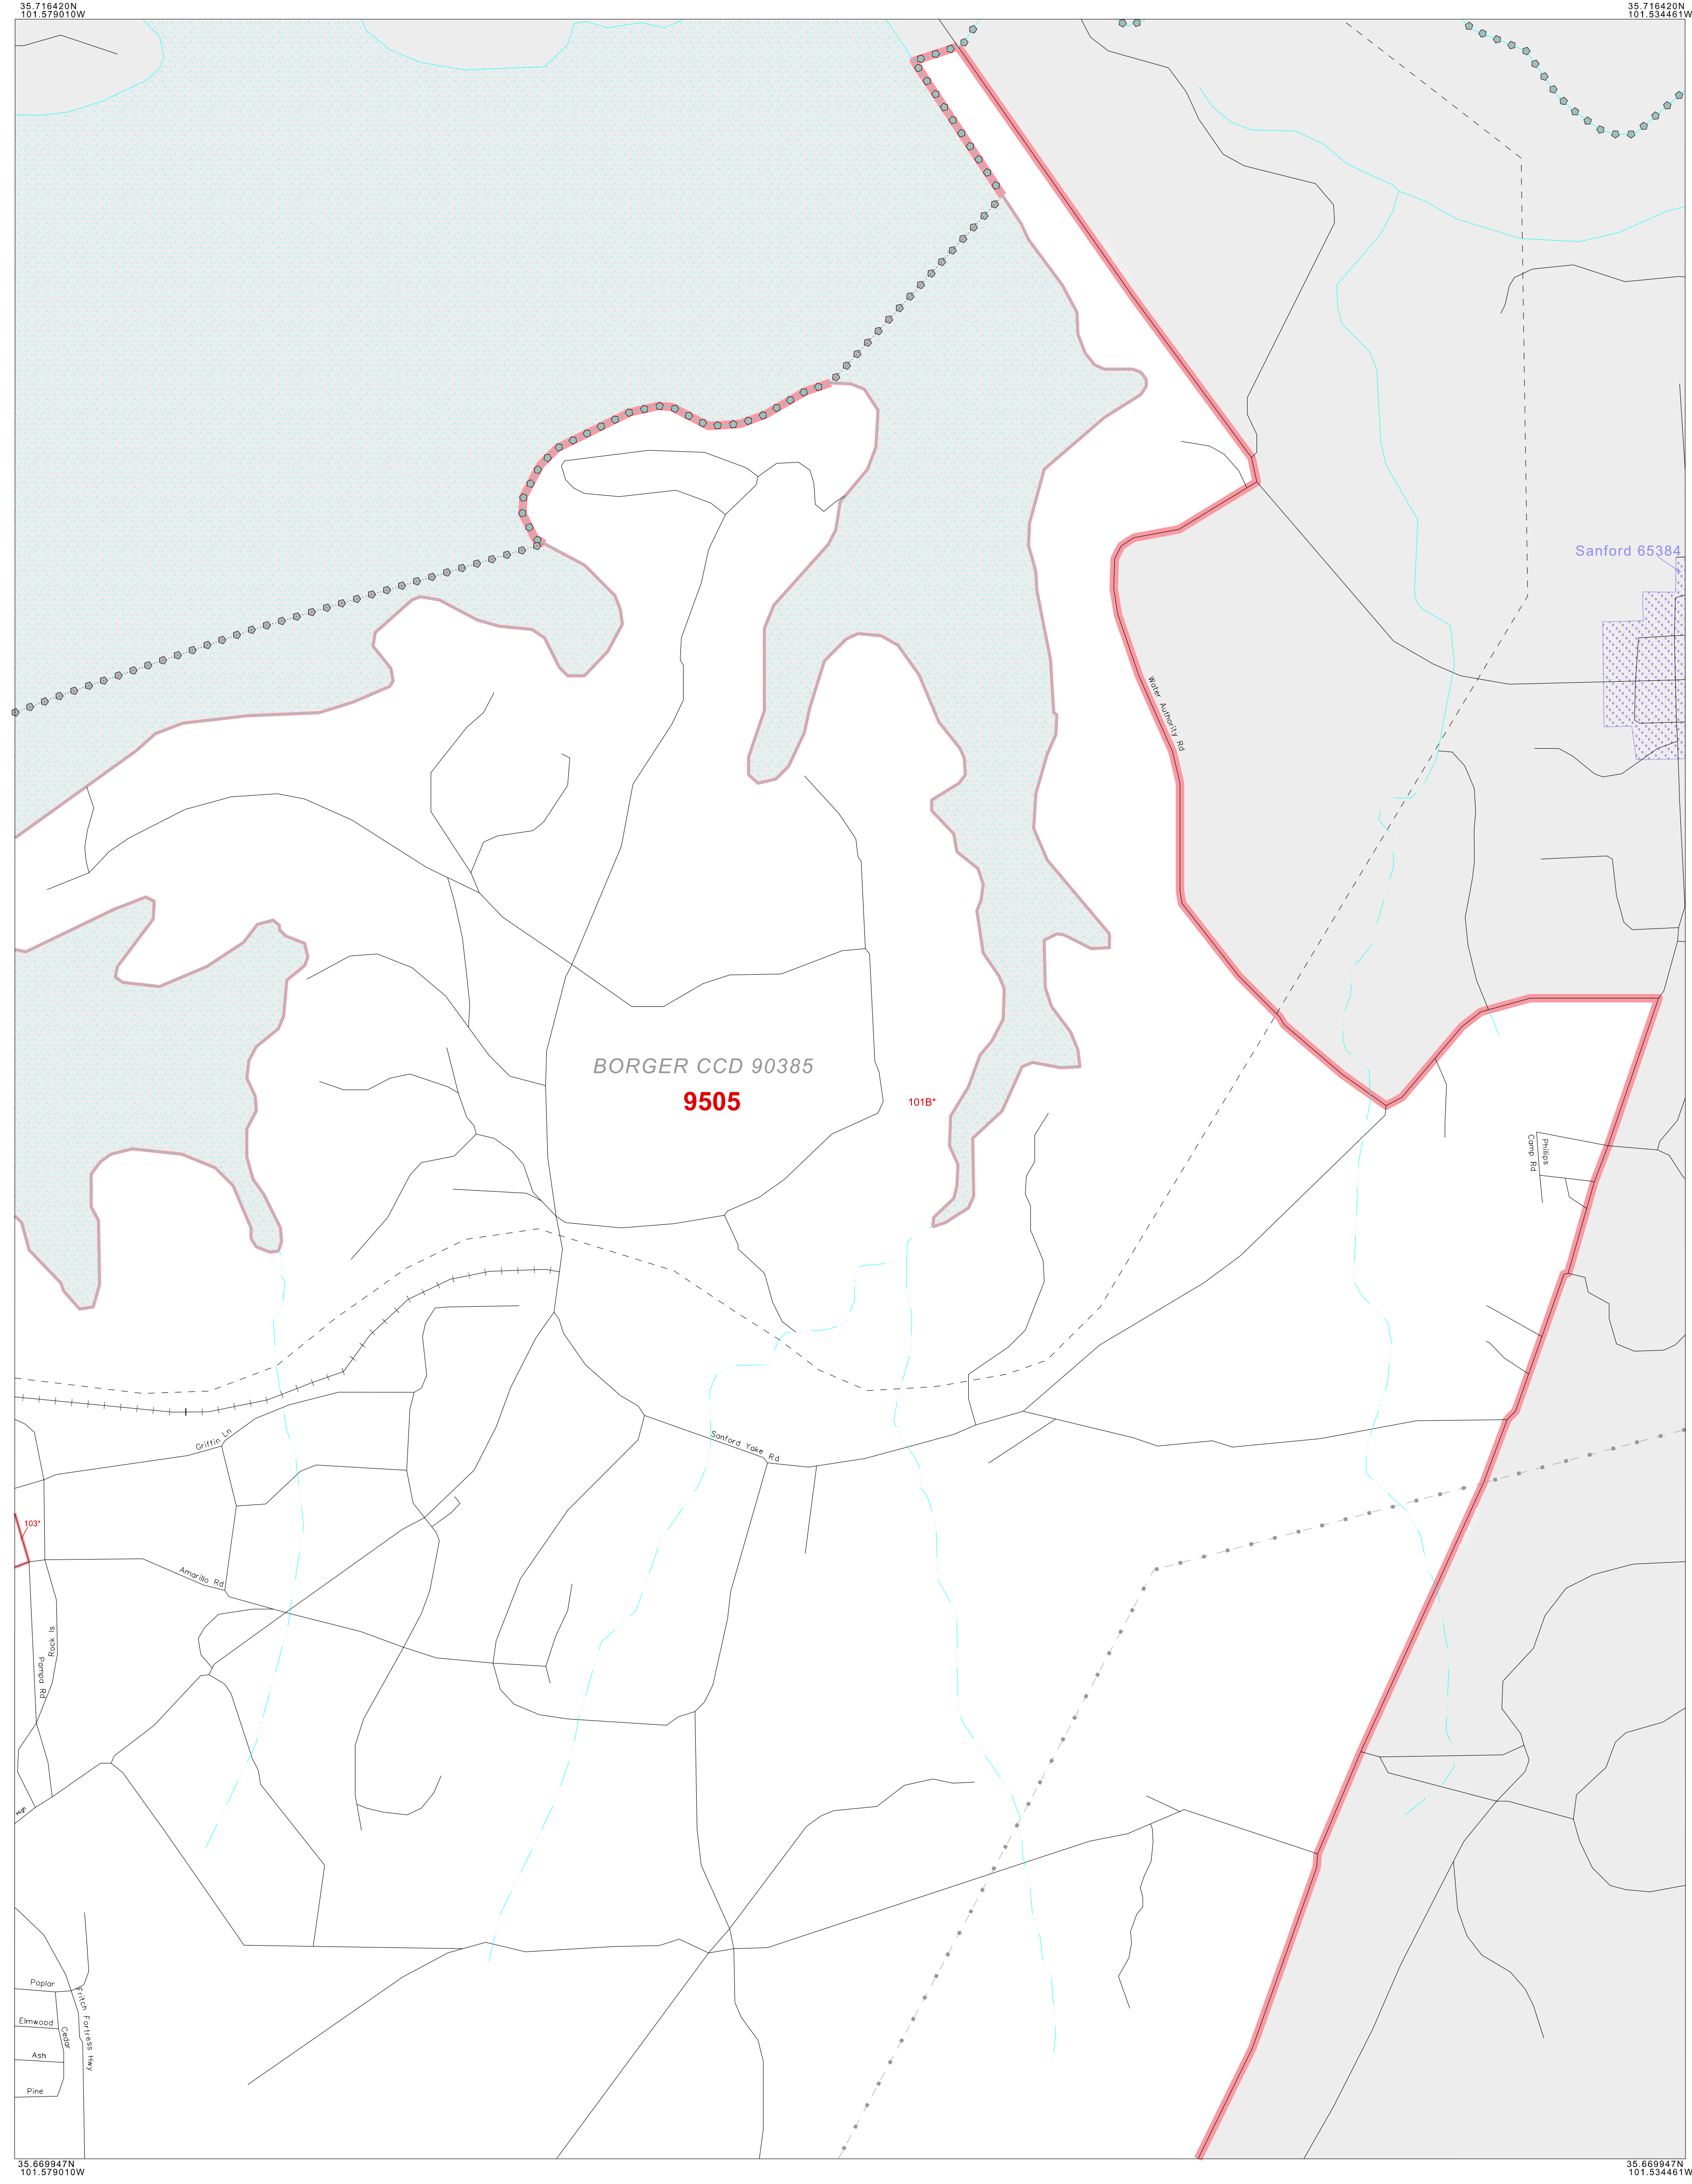 35.716420N
101.579010W
35.716420N
101.534461W
Sanford 65384
Water Authority Rd
BORGER CCD 90385
9505
101B*
Phillips
Camp Rd
Griffin Ln
Sanford Yake Rd
103*
Amarillo Rd
Rock Is
Pampa Rd
High
Poplar
Fritch Fortress Hwy
Elmwood
Cedar
Ash
Pine
35.669947N
101.579010W
35.669947N
101.534461W